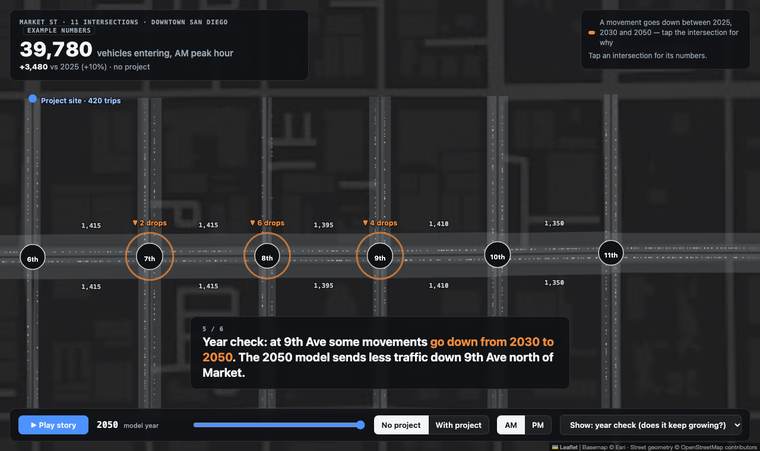 MARKET ST · 11 INTERSECTIONS · DOWNTOWN SAN DIEGO
EXAMPLE NUMBERS
39,780 vehicles entering, AM peak hour
+3,480 vs 2025 (+10%) · no project
A movement goes down between 2025,
2030 and 2050 — tap the intersection for
why
Tap an intersection for its numbers.
Project site · 420 trips
▼ 2 drops
▼ 6 drops
▼ 4 drops
1,415
1,415
1,395
1,410
1,350
6th
7th
8th
9th
10th
11th
1,415
1,415
1,395
1,410
1,350
5 / 6
Year check: at 9th Ave some movements go down from 2030 to
2050. The 2050 model sends less traffic down 9th Ave north of
Market.
▶ Play story
2050 model year
No project
With project
AM
PM
Show: year check (does it keep growing?)
Leaflet | Basemap © Esri · Street geometry © OpenStreetMap contributors